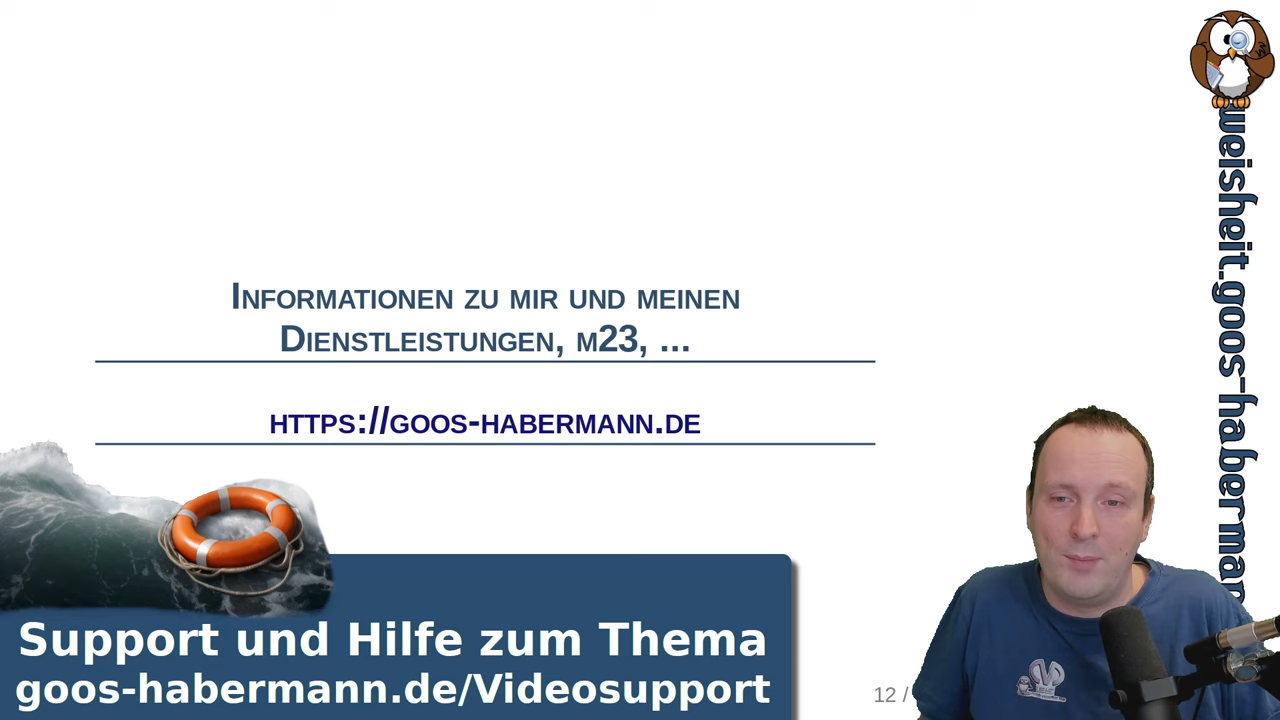 Informationen zu mir und meinen
Dienstleistungen, m23, ...
https://goos-habermann.de
Support und Hilfe zum Thema
goos-habermann.de/Videosupport
12 /
weisheit.goos-haberman